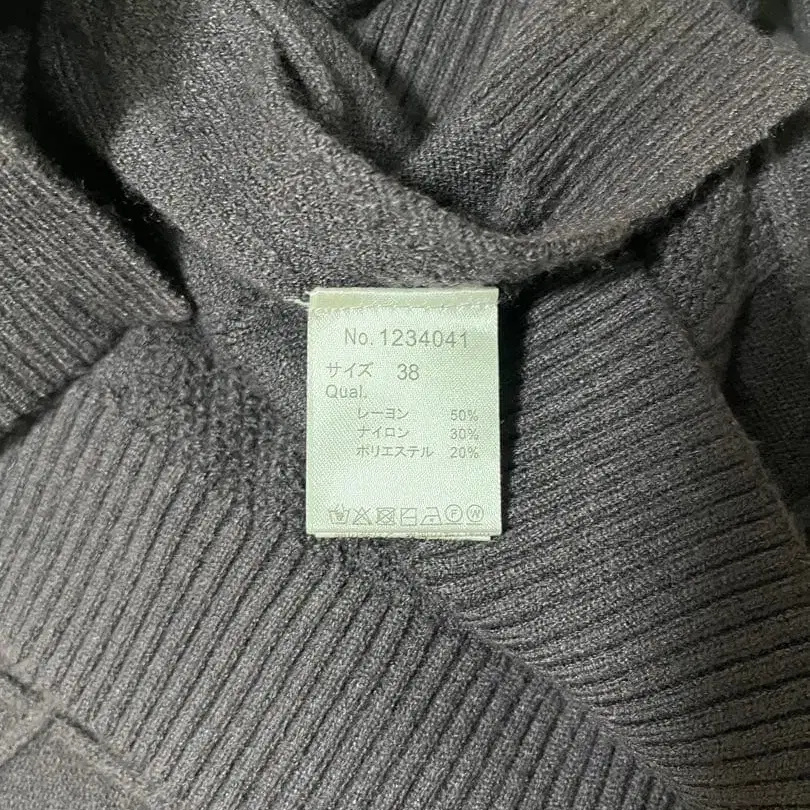 No. 1234041
サイズ 38
Qual.
レーヨン 50%
ナイロン 30%
ポリエステル 20%
F W